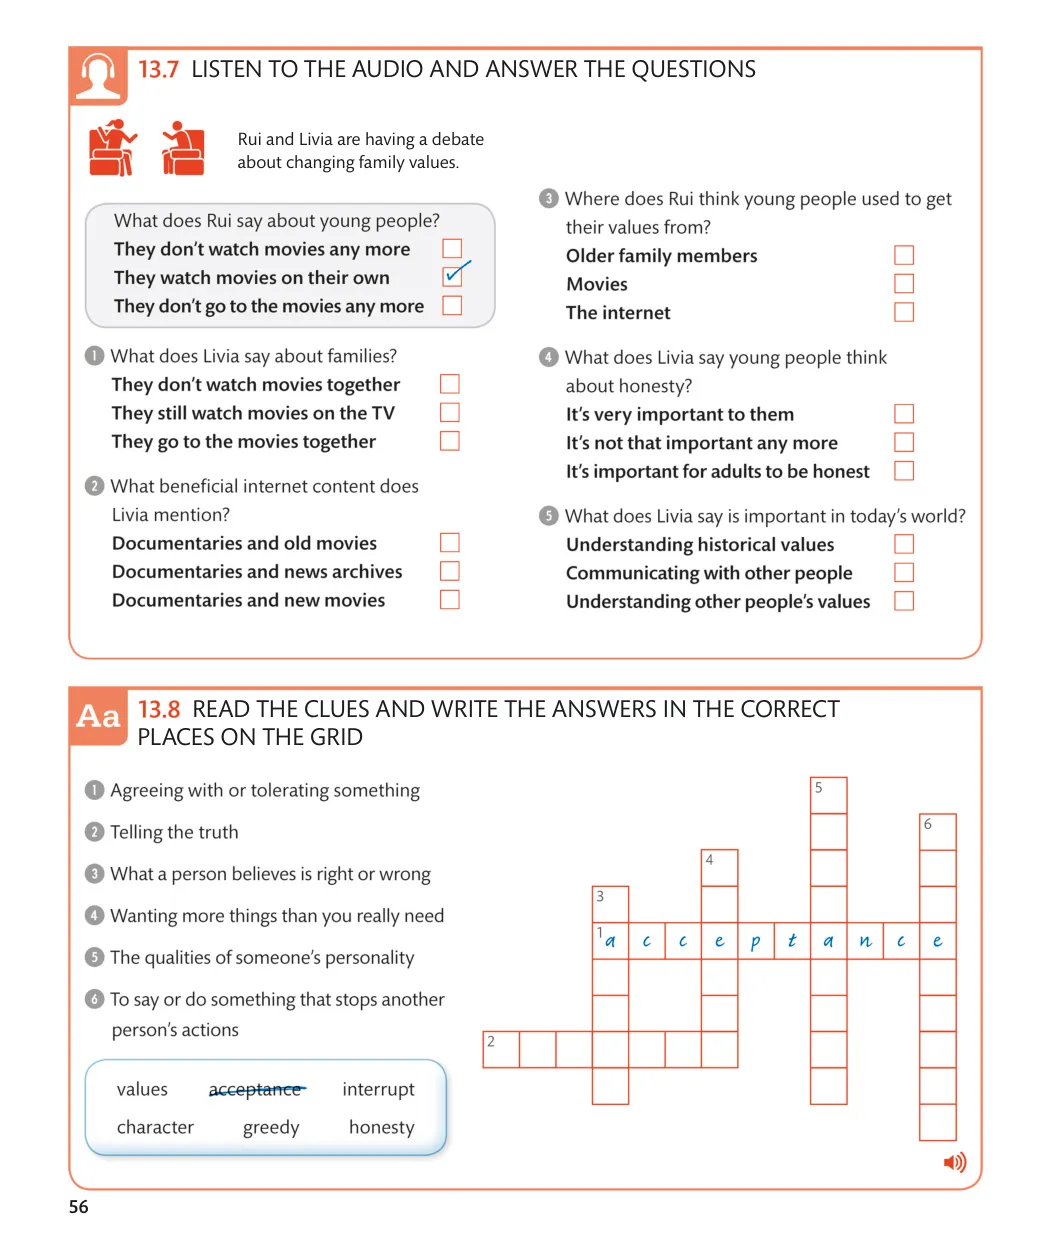 13.7 LISTEN TO THE AUDIO AND ANSWER THE QUESTIONS
Rui and Livia are having a debate
about changing family values.
What does Rui say about young people?
They don't watch movies any more
They watch movies on their own
They don't go to the movies any more
1 What does Livia say about families?
They don't watch movies together
They still watch movies on the TV
They go to the movies together
2 What beneficial internet content does
Livia mention?
Documentaries and old movies
Documentaries and news archives
Documentaries and new movies
3 Where does Rui think young people used to get
their values from?
Older family members
Movies
The internet
4 What does Livia say young people think
about honesty?
It's very important to them
It's not that important any more
It's important for adults to be honest
5 What does Livia say is important in today's world?
Understanding historical values
Communicating with other people
Understanding other people's values
Aa
13.8 READ THE CLUES AND WRITE THE ANSWERS IN THE CORRECT
PLACES ON THE GRID
1 Agreeing with or tolerating something
2 Telling the truth
3 What a person believes is right or wrong
4 Wanting more things than you really need
5 The qualities of someone's personality
6 To say or do something that stops another
person's actions
values acceptance interrupt
character greedy honesty
5
6
4
3
1 a c c e p t a n c e
2
56